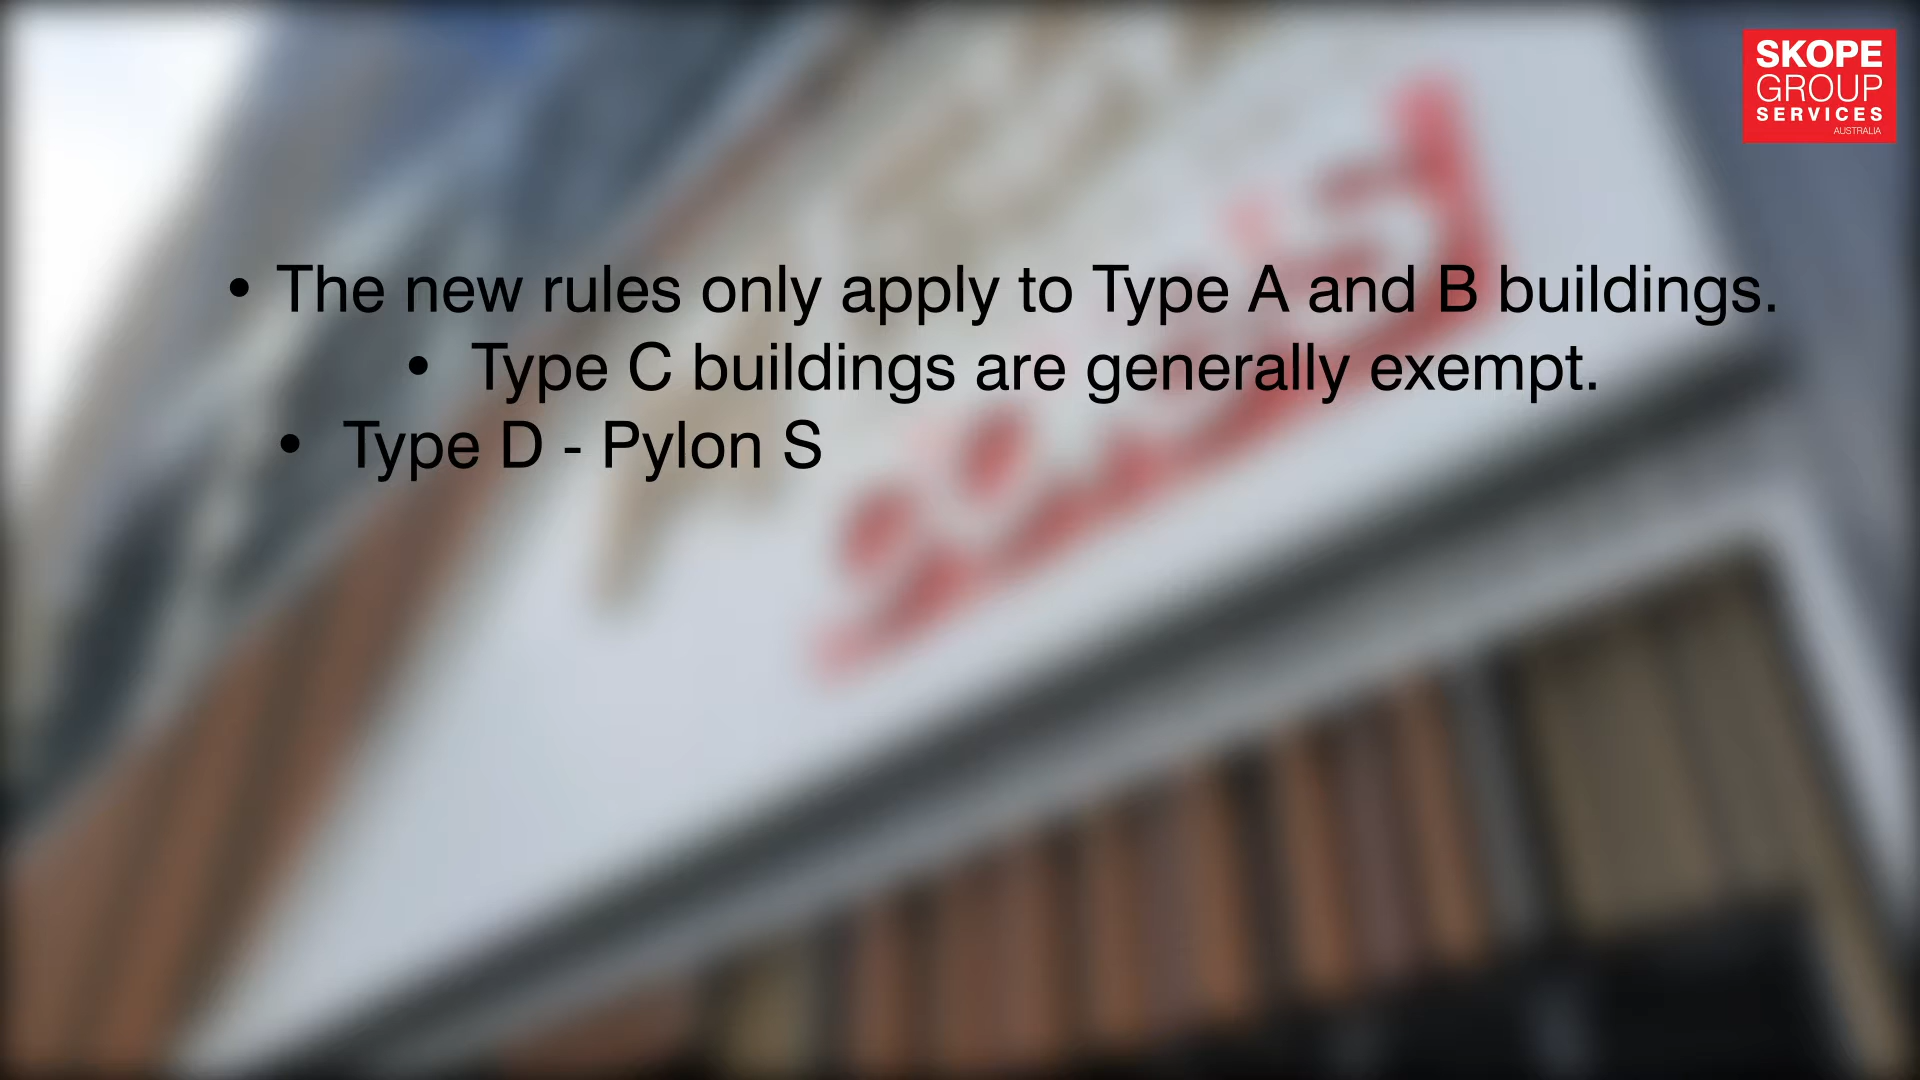 SKOPE
GROUP
SERVICES
AUSTRALIA
• The new rules only apply to Type A and B buildings.
• Type C buildings are generally exempt.
• Type D - Pylon S